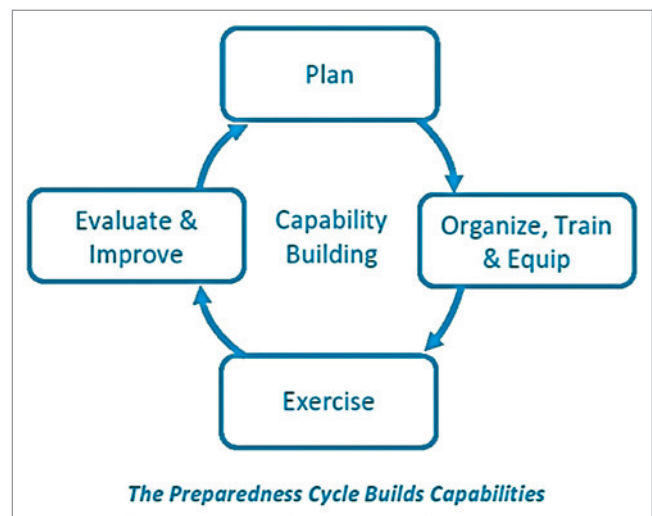 Plan
Evaluate &
Improve
Capability
Building
Organize, Train
& Equip
Exercise
The Preparedness Cycle Builds Capabilities